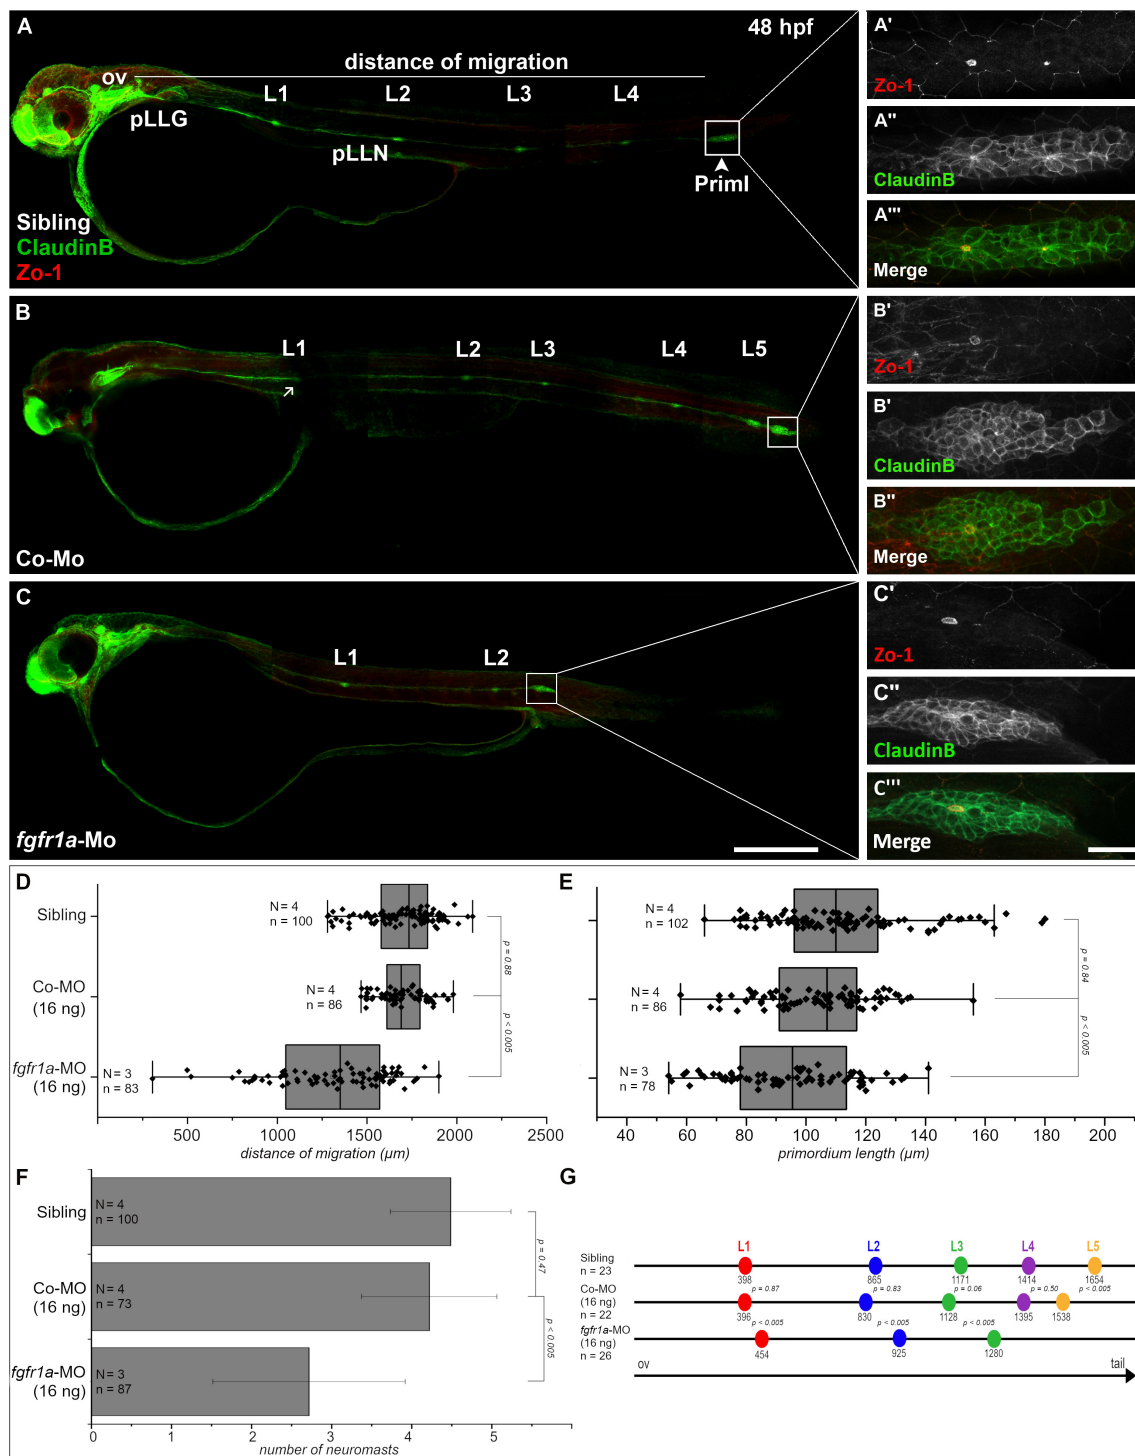 A
48 hpf
ov
distance of migration
L1
L2
L3
L4
pLLG
pLLN
PrimI
Sibling
ClaudinB
Zo-1
A'
Zo-1
A''
ClaudinB
A'''
Merge
B
L1
L2
L3
L4
L5
Co-Mo
B'
Zo-1
B'
ClaudinB
B''
Merge
C
L1
L2
fgfr1a-Mo
C'
Zo-1
C''
ClaudinB
C'''
Merge
D
Sibling
N = 4
n = 100
Co-MO
(16 ng)
N = 4
n = 86
fgfr1a-MO
(16 ng)
N = 3
n = 83
p = 0.88
p < 0.005
500 1000 1500 2000 2500
distance of migration (µm)
E
N = 4
n = 102
N = 4
n = 86
N = 3
n = 78
p = 0.84
p < 0.005
40 60 80 100 120 140 160 180 200
primordium length (µm)
F
Sibling
N = 4
n = 100
Co-MO
(16 ng)
N = 4
n = 73
fgfr1a-MO
(16 ng)
N = 3
n = 87
p = 0.47
p < 0.005
0 1 2 3 4 5
number of neuromasts
G
L1 L2 L3 L4 L5
Sibling
n = 23
398 865 1171 1414 1654
Co-MO
(16 ng)
n = 22
p = 0.87 p = 0.83 p = 0.06 p = 0.50 p < 0.005
396 830 1128 1395 1538
fgfr1a-MO
(16 ng)
n = 26
p < 0.005 p < 0.005 p < 0.005
454 925 1280
ov tail